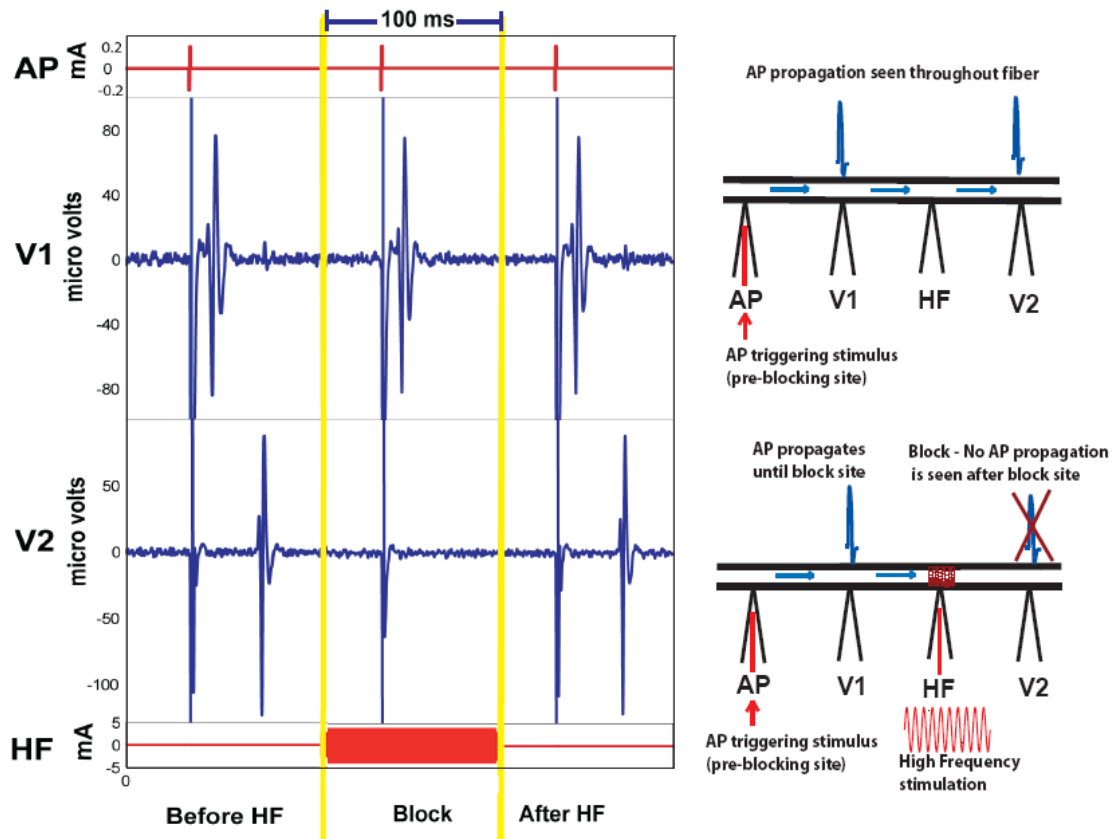 100 ms
AP
mA
0.2
0
-0.2
V1
micro volts
80
40
0
-40
-80
V2
micro volts
50
0
-50
-100
HF
mA
5
0
-5
0
Before HF
Block
After HF
AP propagation seen throughout fiber
AP V1 HF V2
AP triggering stimulus
(pre-blocking site)
AP propagates
until block site
Block - No AP propagation
is seen after block site
AP V1 HF V2
AP triggering stimulus
(pre-blocking site)
High Frequency
stimulation